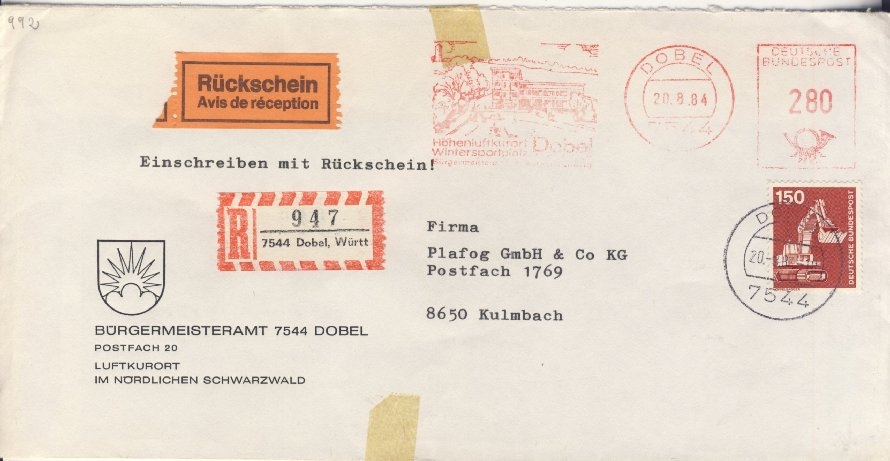 992
Rückschein
Avis de réception
Einschreiben mit Rückschein!
Höhenluftkurort
Wintersportplatz Dobel
DOBEL
20.8.84
7544
DEUTSCHE
BUNDESPOST
280
R
947
7544 Dobel, Württ
150
DEUTSCHE BUNDESPOST
DO
20.-
7544
Firma
Plafog GmbH & Co KG
Postfach 1769
8650 Kulmbach
BÜRGERMEISTERAMT 7544 DOBEL
POSTFACH 20
LUFTKURORT
IM NÖRDLICHEN SCHWARZWALD